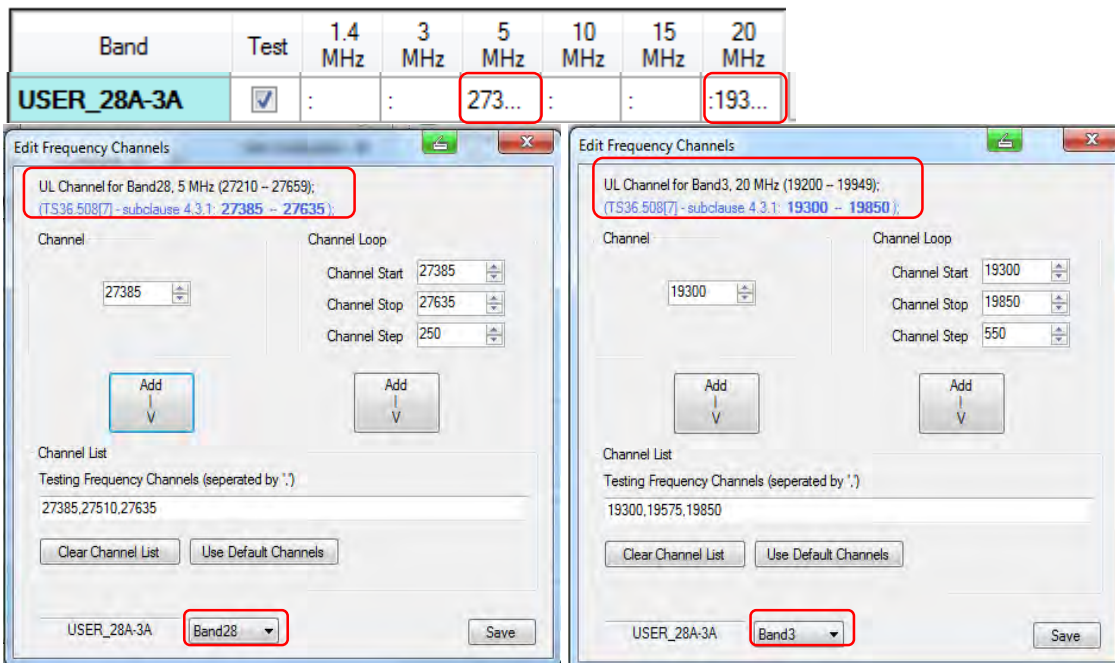 Band Test 1.4 MHz 3 MHz 5 MHz 10 MHz 15 MHz 20 MHz
USER_28A-3A : : 273... : : :193...
Edit Frequency Channels
UL Channel for Band28, 5 MHz (27210 – 27659);
(TS36.508[7] - subclause 4.3.1: 27385 – 27635 );
Channel
Channel Loop
27385
Channel Start 27385
Channel Stop 27635
Channel Step 250
Add
|
V
Add
|
V
Channel List
Testing Frequency Channels (seperated by ',')
27385,27510,27635
Clear Channel List
Use Default Channels
USER_28A-3A
Band28
Save
Edit Frequency Channels
UL Channel for Band3, 20 MHz (19200 – 19949);
(TS36.508[7] - subclause 4.3.1: 19300 – 19850 );
Channel
Channel Loop
19300
Channel Start 19300
Channel Stop 19850
Channel Step 550
Add
|
V
Add
|
V
Channel List
Testing Frequency Channels (seperated by ',')
19300,19575,19850
Clear Channel List
Use Default Channels
USER_28A-3A
Band3
Save